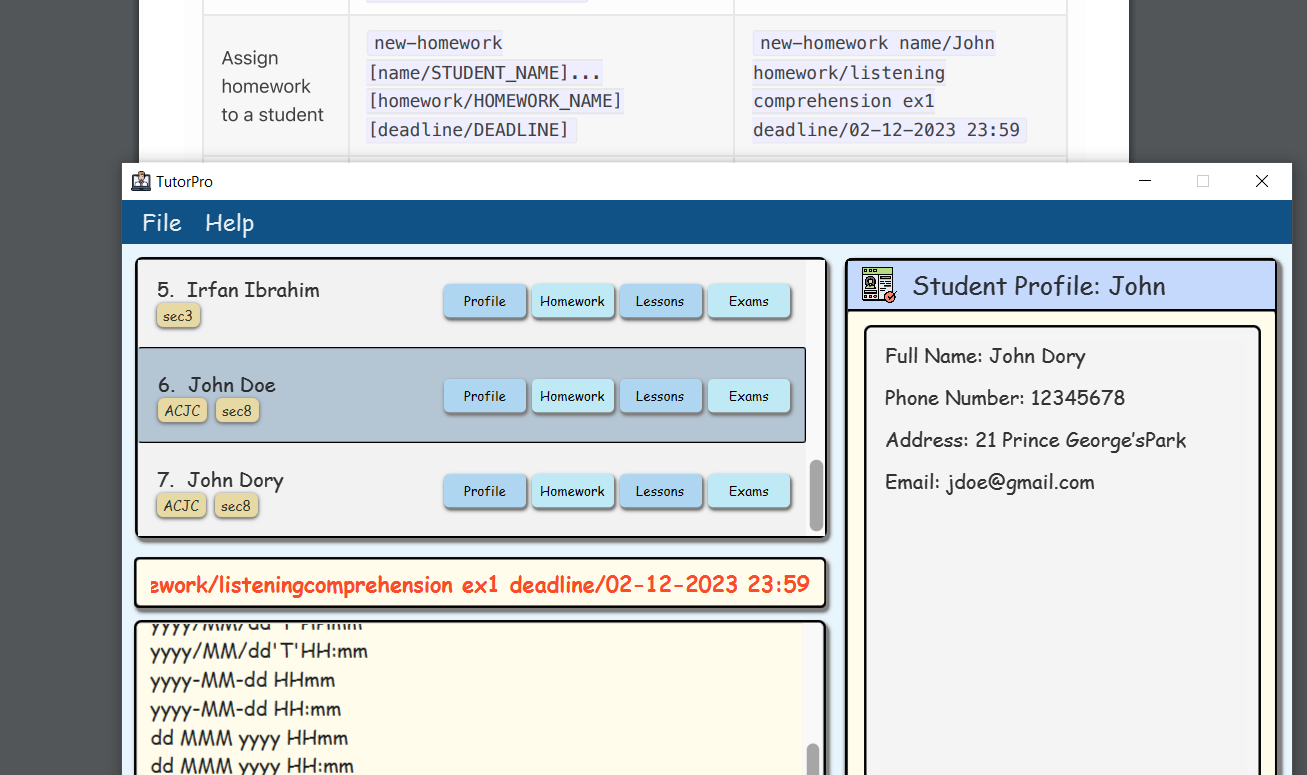 Assign
homework
to a student
new-homework
[name/STUDENT_NAME]...
[homework/HOMEWORK_NAME]
[deadline/DEADLINE]
new-homework name/John
homework/listening
comprehension ex1
deadline/02-12-2023 23:59
TutorPro
File Help
5. Irfan Ibrahim
sec3
Profile Homework Lessons Exams
6. John Doe
ACJC sec8
Profile Homework Lessons Exams
7. John Dory
ACJC sec8
Profile Homework Lessons Exams
ework/listeningcomprehension ex1 deadline/02-12-2023 23:59
yyyy/MM/dd'T'HHmm
yyyy/MM/dd'T'HH:mm
yyyy-MM-dd HHmm
yyyy-MM-dd HH:mm
dd MMM yyyy HHmm
dd MMM yyyy HH:mm
Student Profile: John
Full Name: John Dory
Phone Number: 12345678
Address: 21 Prince George'sPark
Email: jdoe@gmail.com